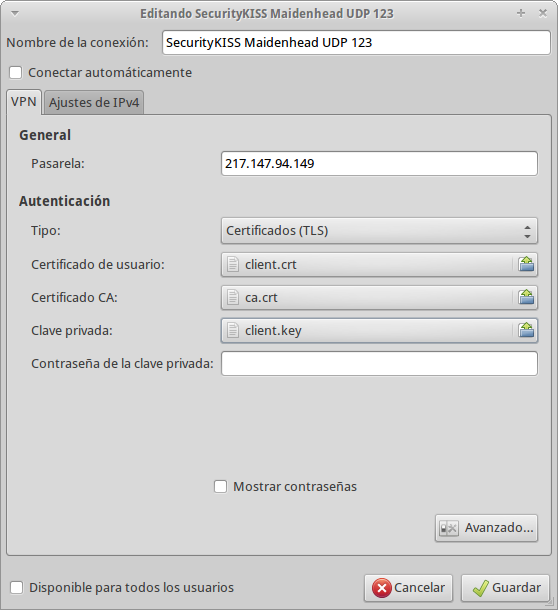 Editando SecurityKISS Maidenhead UDP 123
Nombre de la conexión: SecurityKISS Maidenhead UDP 123
Conectar automáticamente
VPN Ajustes de IPv4
General
Pasarela: 217.147.94.149
Autenticación
Tipo: Certificados (TLS)
Certificado de usuario: client.crt
Certificado CA: ca.crt
Clave privada: client.key
Contraseña de la clave privada:
Mostrar contraseñas
Avanzado...
Disponible para todos los usuarios Cancelar Guardar